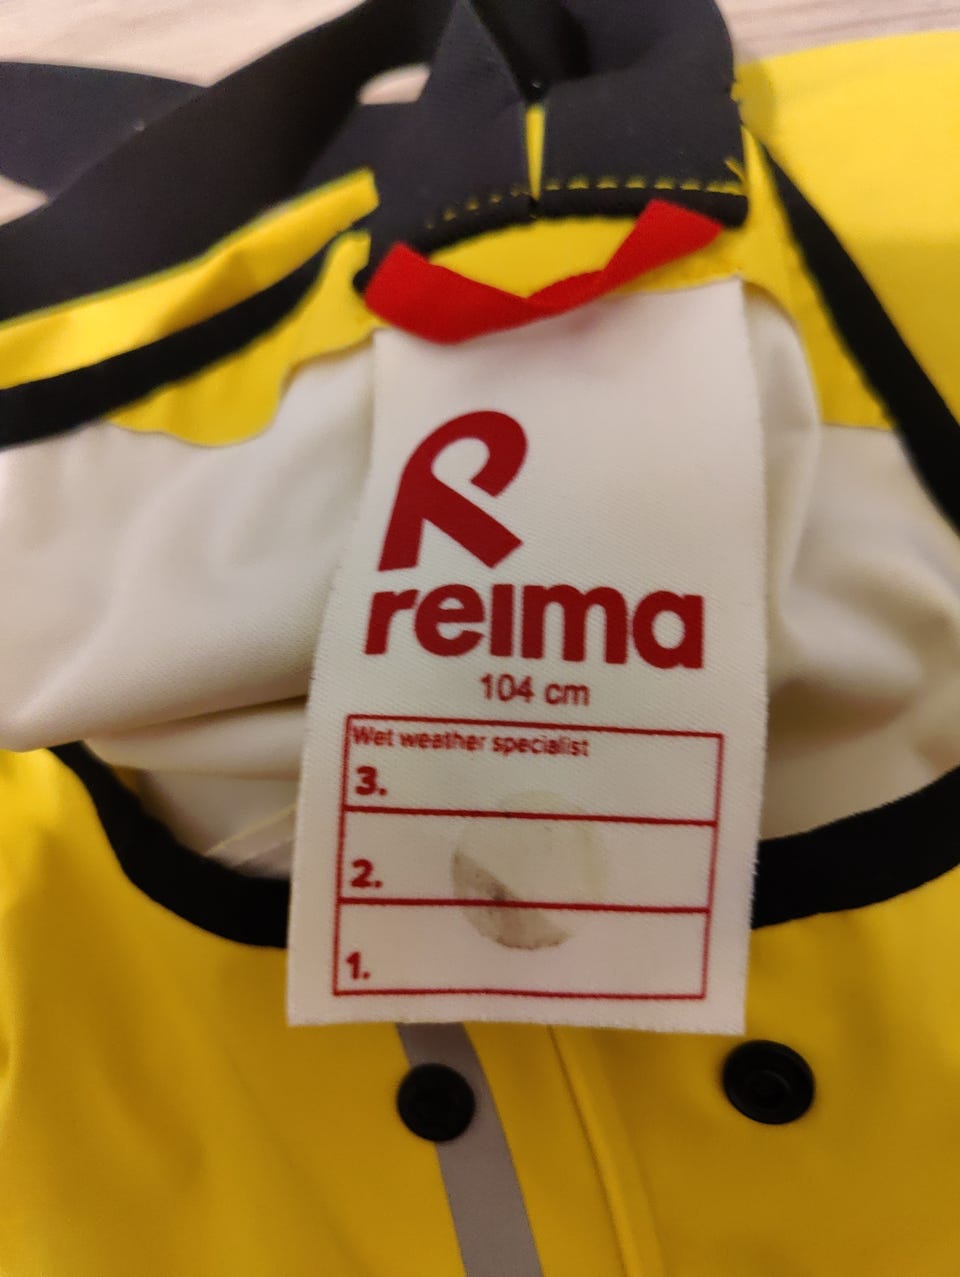 reima
104 cm
Wet weather specialist
3.
2.
1.